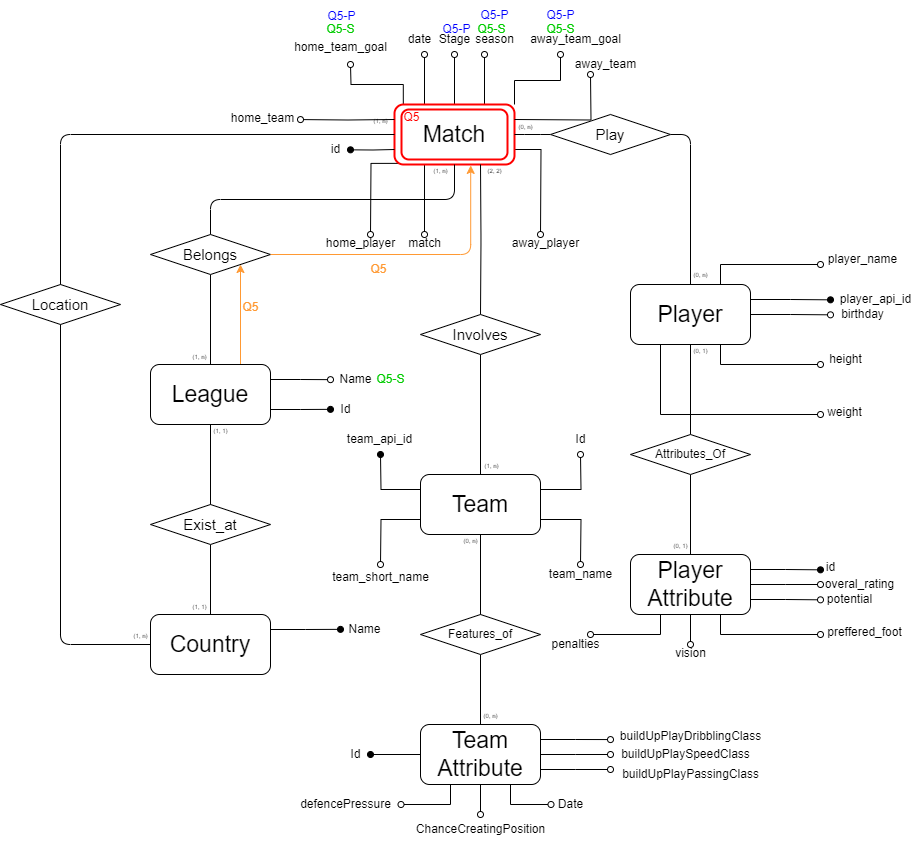 Q5-P
Q5-S
home_team_goal
date
Q5-P
Stage
Q5-P
Q5-S
season
Q5-P
Q5-S
away_team_goal
away_team
home_team
(1, n)
Q5
Match
(0, n)
Play
id
(1, n)
(2, 2)
home_player
match
away_player
Belongs
Q5
Q5
Location
Involves
(0, n)
player_name
Player
player_api_id
birthday
(0, 1)
height
weight
(1, n)
League
Name
Q5-S
Id
(1, 1)
team_api_id
Id
(1, n)
Team
(0, n)
team_short_name
team_name
Attributes_Of
Exist_at
(0, 1)
Player
Attribute
id
overal_rating
potential
preffered_foot
penalties
vision
(1, 1)
(1, n)
Country
Name
Features_of
(0, n)
Team
Attribute
Id
buildUpPlayDribblingClass
buildUpPlaySpeedClass
buildUpPlayPassingClass
defencePressure
Date
ChanceCreatingPosition